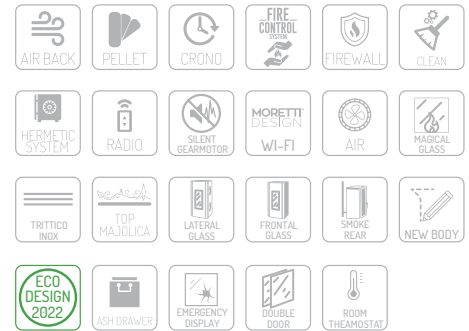 AIR BACK
PELLET
CRONO
FIRE
CONTROL
SYSTEM
FIREWALL
CLEAN
HERMETIC
SYSTEM
RADIO
SILENT
GEARMOTOR
MORETTI
DESIGN
WI-FI
AIR
MAGICAL
GLASS
TRITTICO
INOX
TOP
MAJOLICA
LATERAL
GLASS
FRONTAL
GLASS
SMOKE
REAR
NEW BODY
ECO
DESIGN
2022
ASH DRAWER
EMERGENCY
DISPLAY
DOUBLE
DOOR
ROOM
THEAMOSTAT